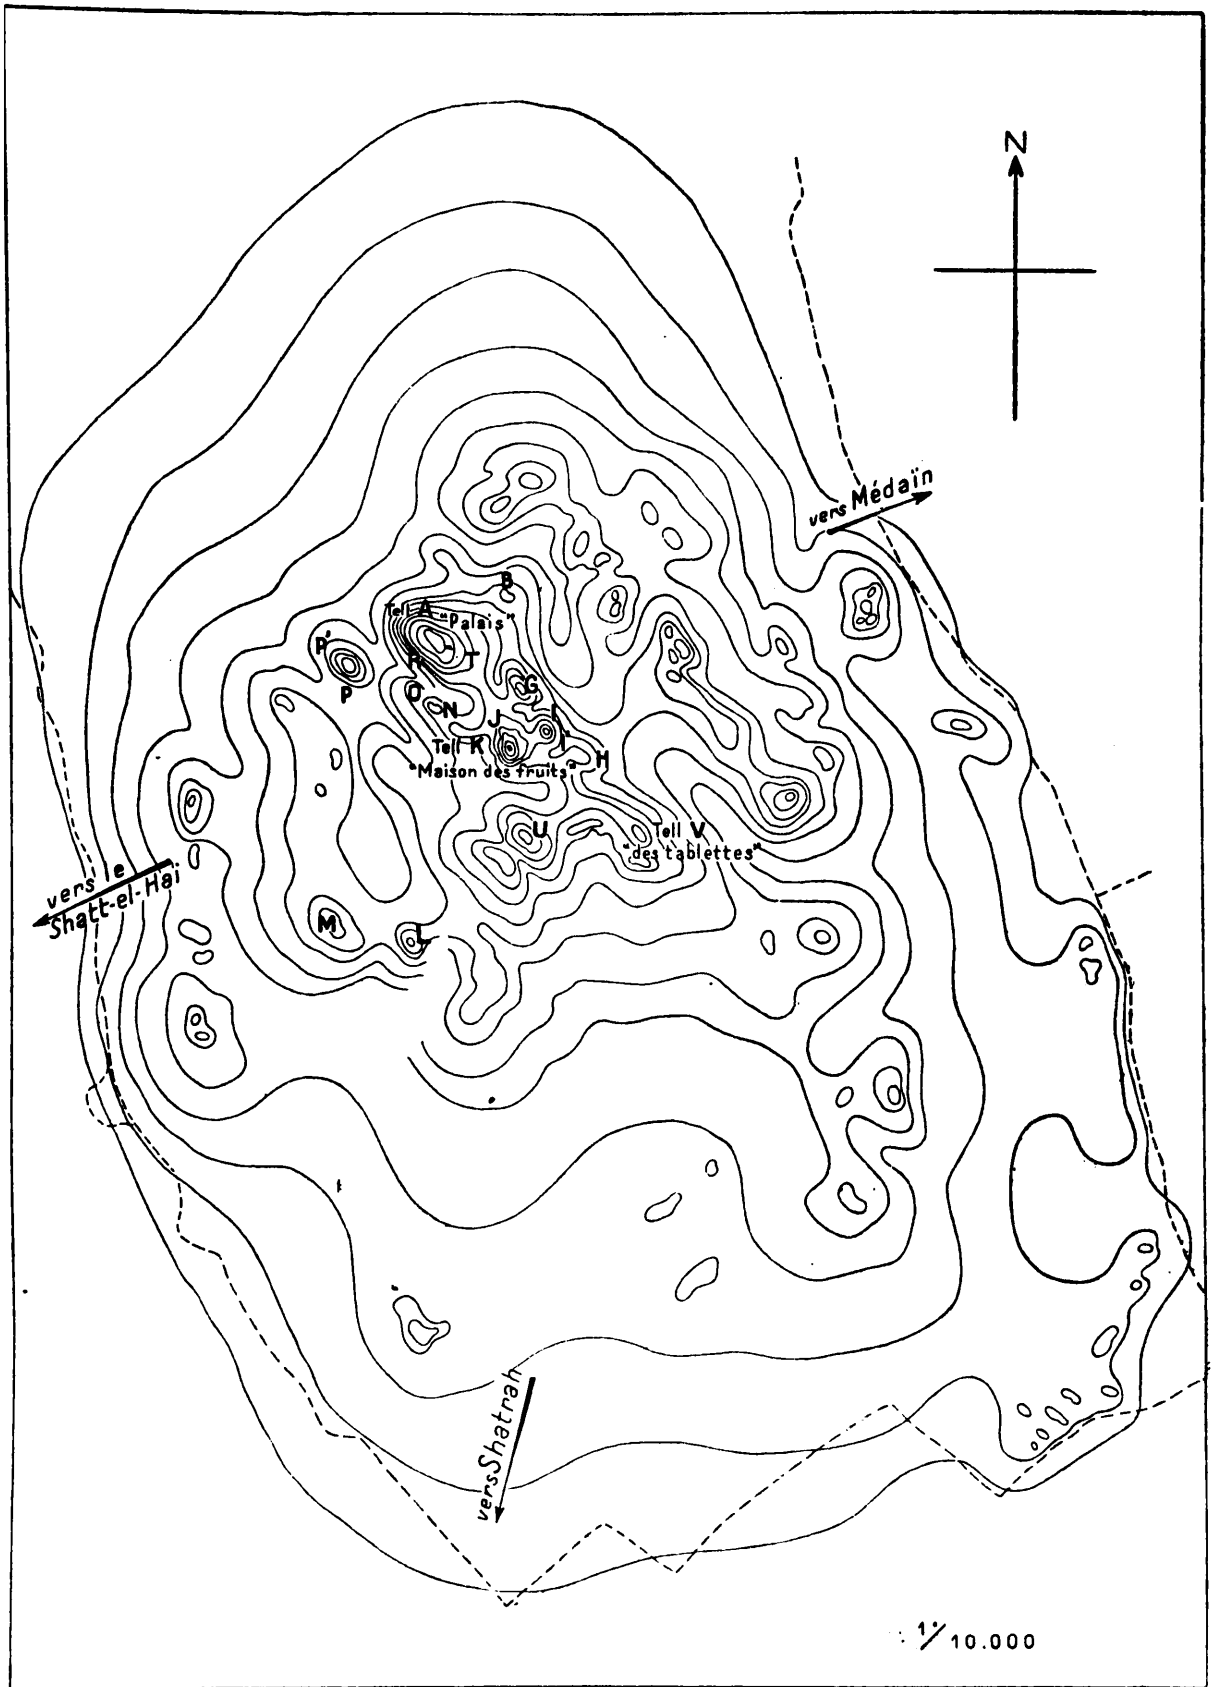 N
vers Médaïn
B
Tell A "Palais"
P'
R
T
P
O
G
N
J
I
Tell K
I'
H
"Maison des fruits"
U
Tell V
"des tablettes"
vers le
Shatt-el-Hai
M
L
vers Shatrah
1/10.000